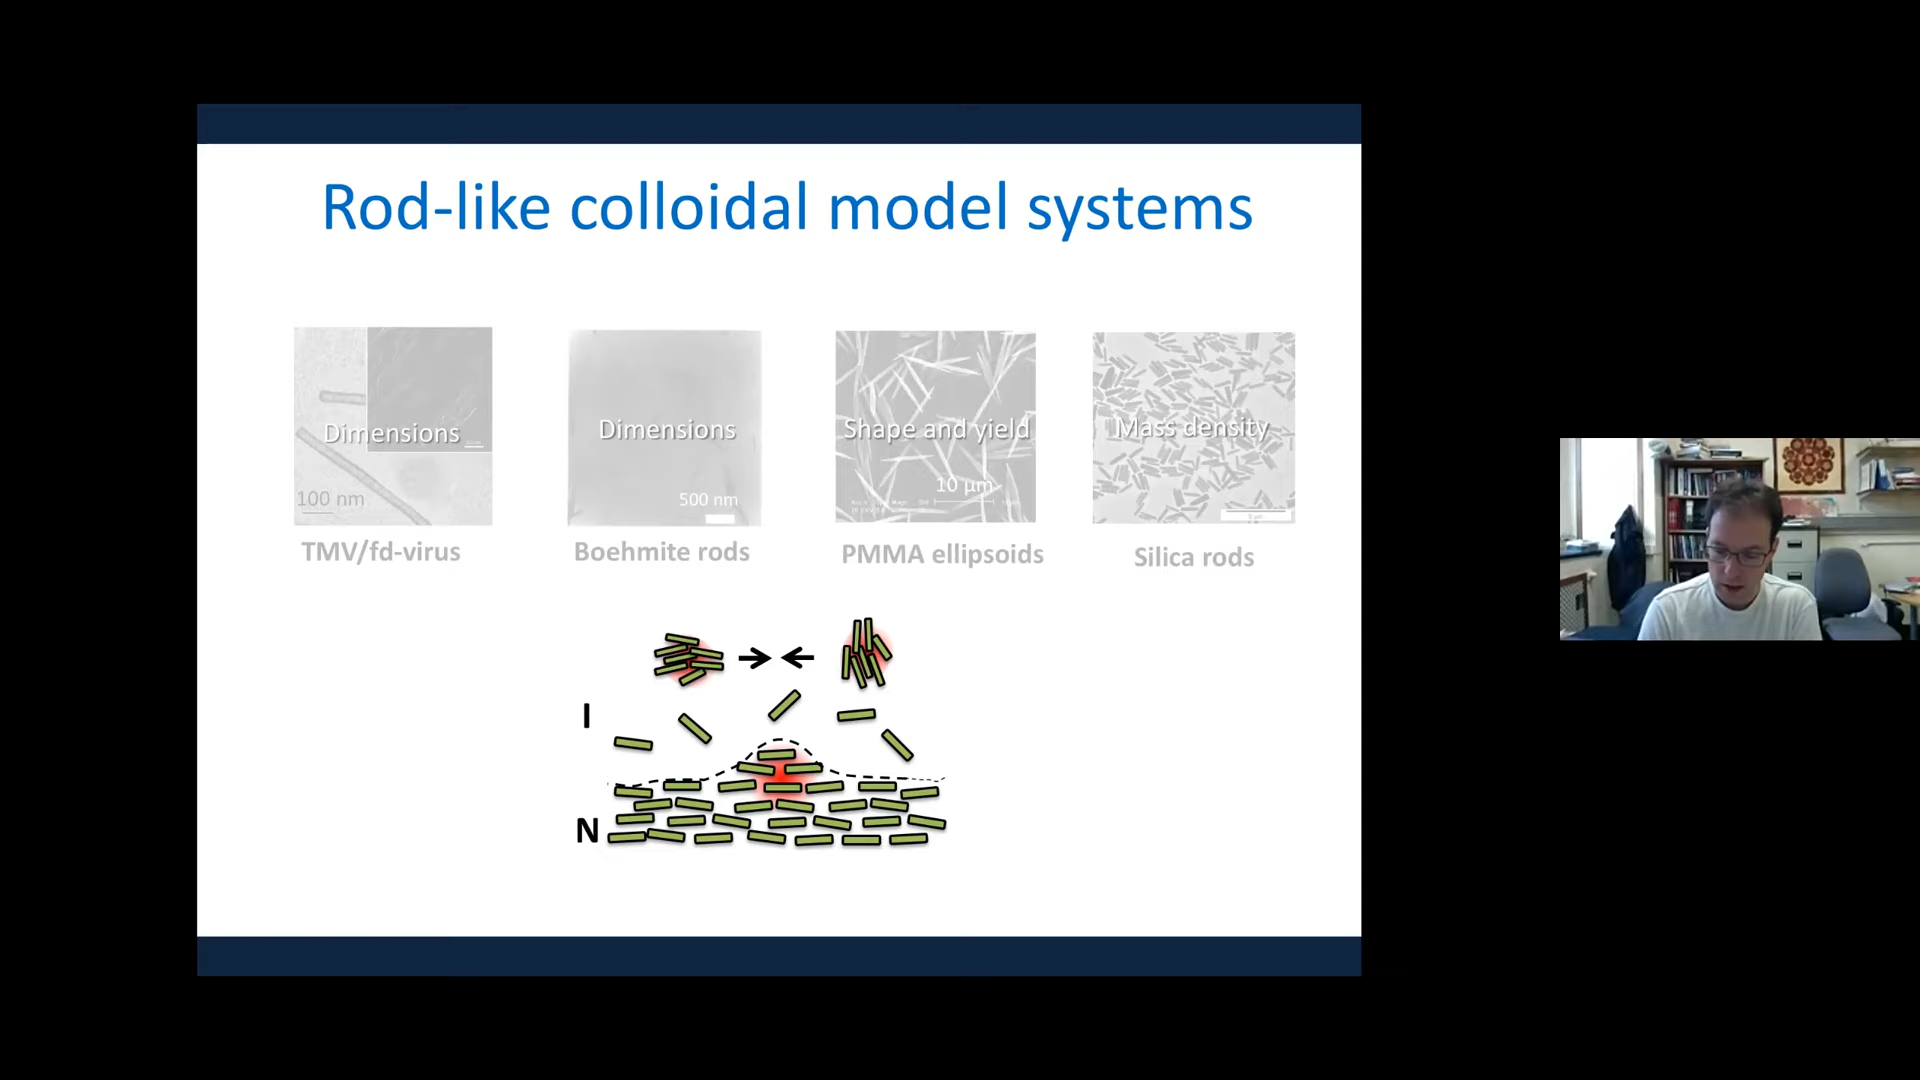 Rod-like colloidal model systems
Dimensions
100 nm
TMV/fd-virus
Dimensions
500 nm
Boehmite rods
Shape and yield
10 μm
PMMA ellipsoids
Mass density
Silica rods
I
N